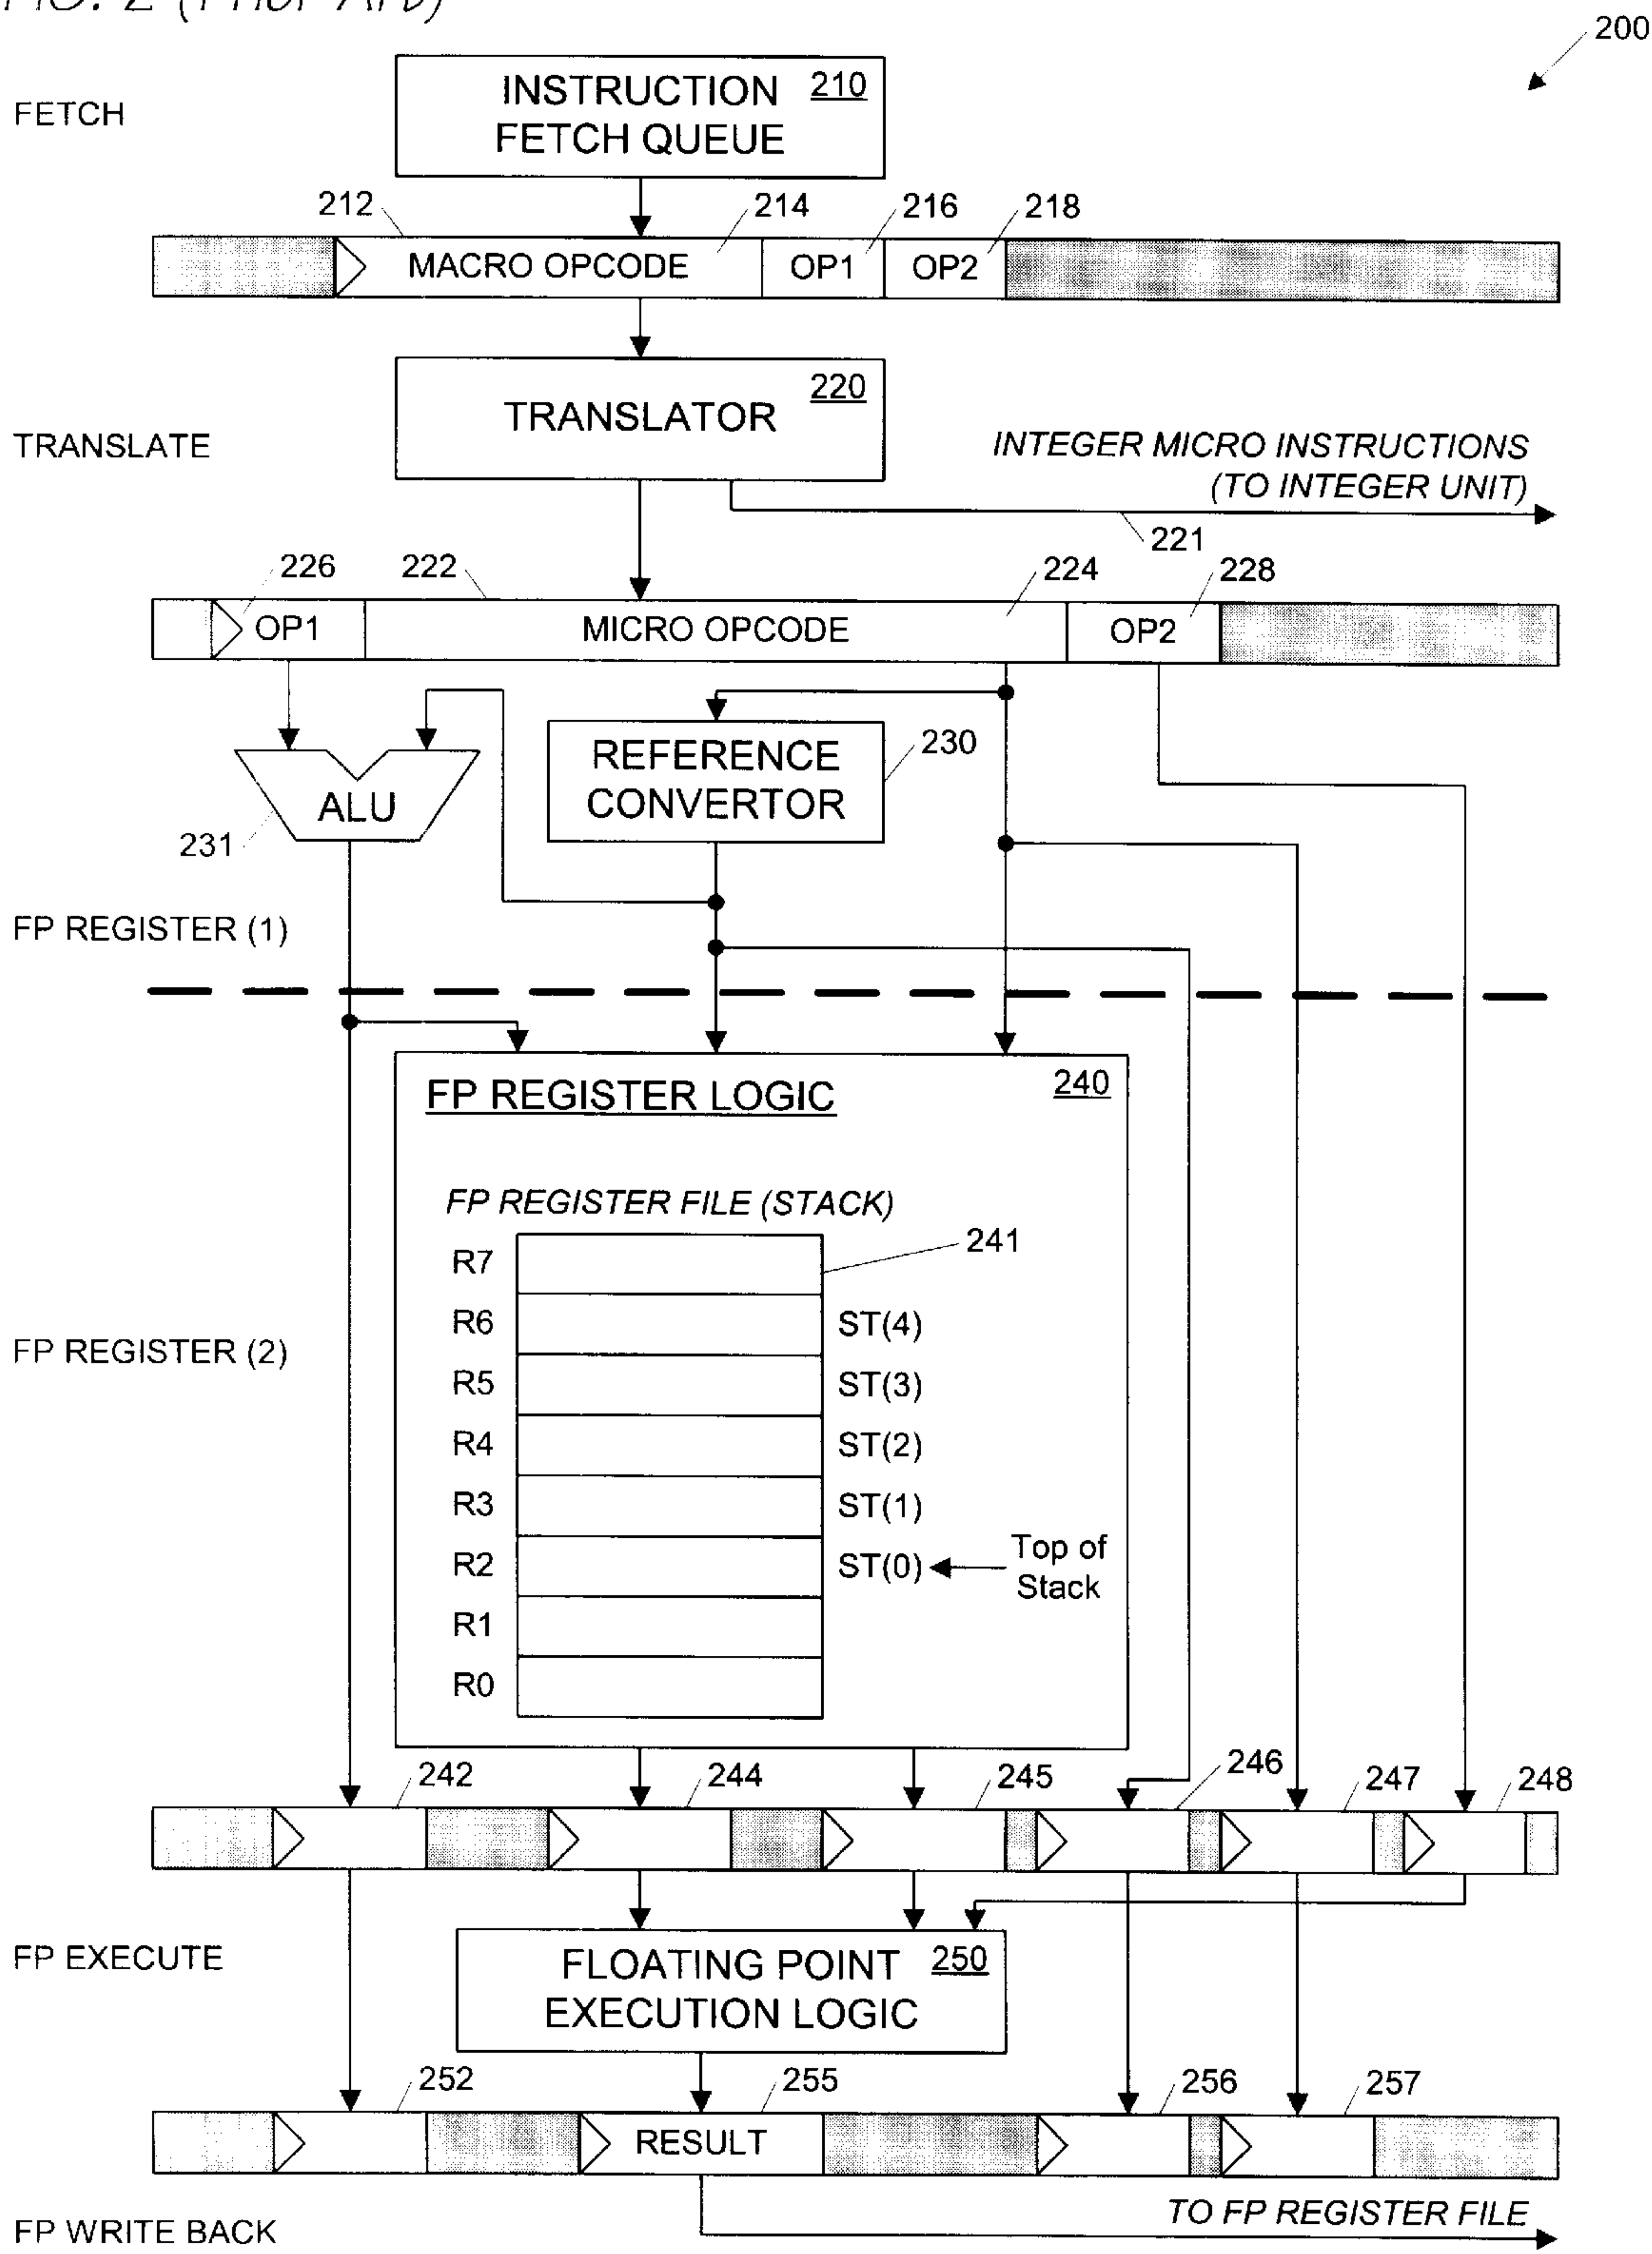 FIG. 2 (Prior Art)
200
FETCH
INSTRUCTION 210
FETCH QUEUE
212 214 216 218
MACRO OPCODE OP1 OP2
TRANSLATE
220
TRANSLATOR
INTEGER MICRO INSTRUCTIONS
(TO INTEGER UNIT)
221
226 222 224 228
OP1 MICRO OPCODE OP2
REFERENCE
CONVERTOR
230
ALU
231
FP REGISTER (1)
FP REGISTER LOGIC 240
FP REGISTER FILE (STACK)
241
R7
R6 ST(4)
R5 ST(3)
R4 ST(2)
R3 ST(1)
R2 ST(0) Top of
Stack
R1
R0
FP REGISTER (2)
242 244 245 246 247 248
FP EXECUTE
FLOATING POINT 250
EXECUTION LOGIC
252 255 256 257
RESULT
TO FP REGISTER FILE
FP WRITE BACK